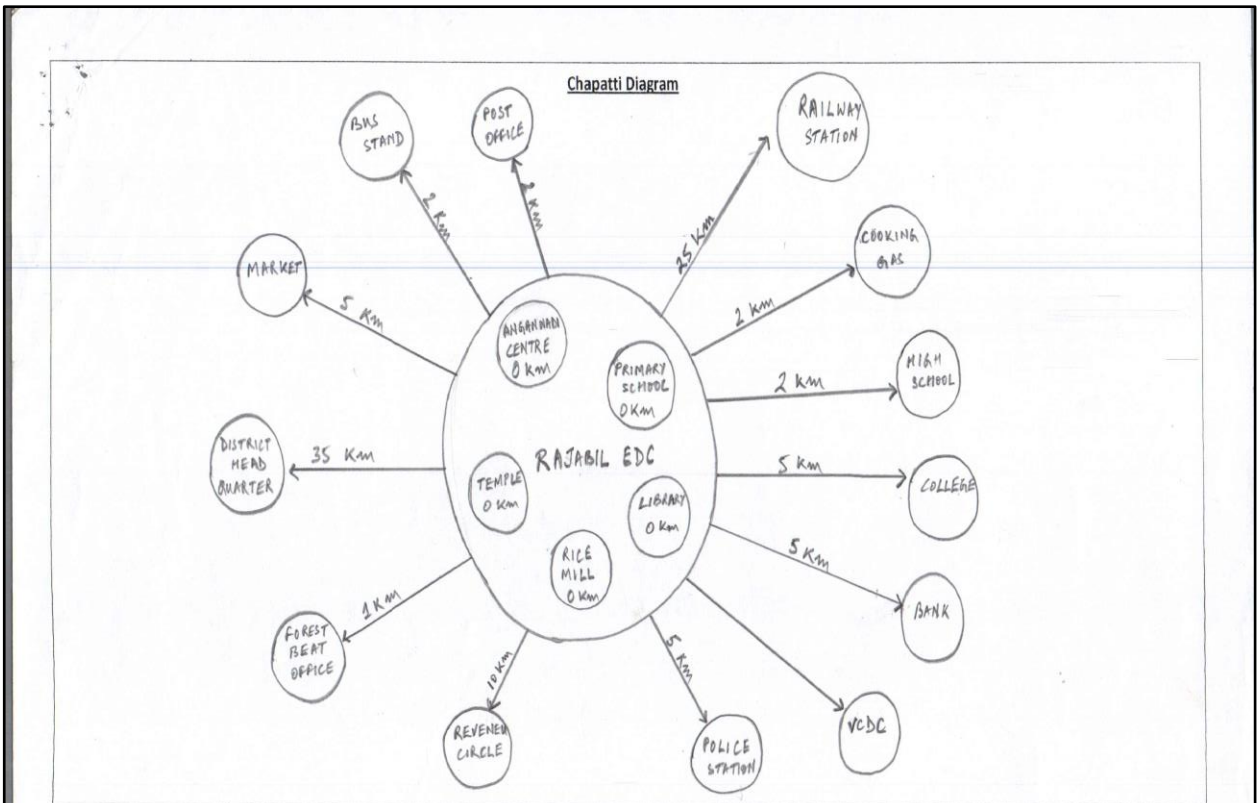 Chapatti Diagram
BUS
STAND
POST
OFFICE
RAILWAY
STATION
2 Km
2 Km
25 Km
COOKING
GAS
MARKET
5 Km
2 Km
ANGANWADI
CENTRE
0 Km
PRIMARY
SCHOOL
0 Km
2 Km
HIGH
SCHOOL
DISTRICT
HEAD
QUARTER
35 Km
RAJABIL EDC
5 Km
COLLEGE
TEMPLE
0 Km
LIBRARY
0 Km
RICE
MILL
0 Km
5 Km
BANK
1 Km
FOREST
BEAT
OFFICE
10 Km
REVENEU
CIRCLE
5 Km
POLICE
STATION
VCDC